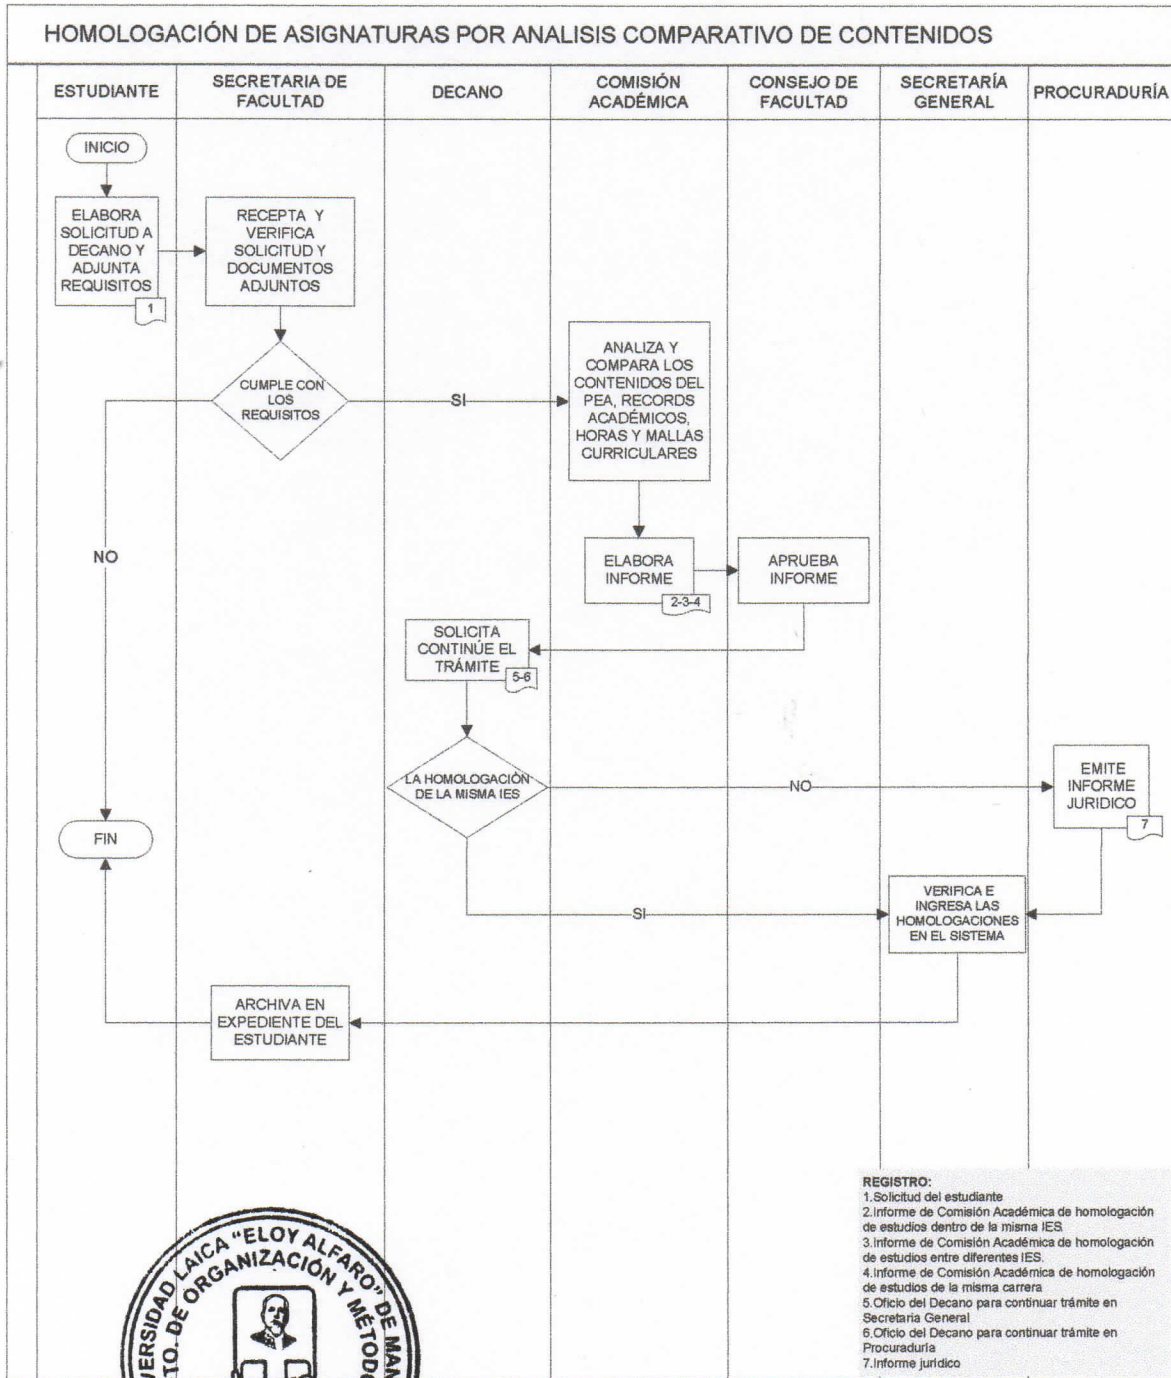 HOMOLOGACIÓN DE ASIGNATURAS POR ANALISIS COMPARATIVO DE CONTENIDOS
ESTUDIANTE
SECRETARIA DE
FACULTAD
DECANO
COMISIÓN
ACADÉMICA
CONSEJO DE
FACULTAD
SECRETARÍA
GENERAL
PROCURADURÍA
INICIO
ELABORA
SOLICITUD A
DECANO Y
ADJUNTA
REQUISITOS
1
RECEPTA Y
VERIFICA
SOLICITUD Y
DOCUMENTOS
ADJUNTOS
CUMPLE CON
LOS
REQUISITOS
SI
ANALIZA Y
COMPARA LOS
CONTENIDOS DEL
PEA, RECORDS
ACADÉMICOS,
HORAS Y MALLAS
CURRICULARES
NO
ELABORA
INFORME
2-3-4
APRUEBA
INFORME
SOLICITA
CONTINÚE EL
TRÁMITE
5-6
LA HOMOLOGACIÓN
DE LA MISMA IES
NO
EMITE
INFORME
JURIDICO
7
FIN
SI
VERIFICA E
INGRESA LAS
HOMOLOGACIONES
EN EL SISTEMA
ARCHIVA EN
EXPEDIENTE DEL
ESTUDIANTE
REGISTRO:
1.Solicitud del estudiante
2.Informe de Comisión Académica de homologación
de estudios dentro de la misma IES
3.Informe de Comisión Académica de homologación
de estudios entre diferentes IES.
4.Informe de Comisión Académica de homologación
de estudios de la misma carrera
5.Oficio del Decano para continuar trámite en
Secretaria General
6.Oficio del Decano para continuar trámite en
Procuraduría
7.Informe jurídico
VERSIDAD LAICA "ELOY ALFARO" DE MAN
TO. DE ORGANIZACIÓN Y MÉTODO